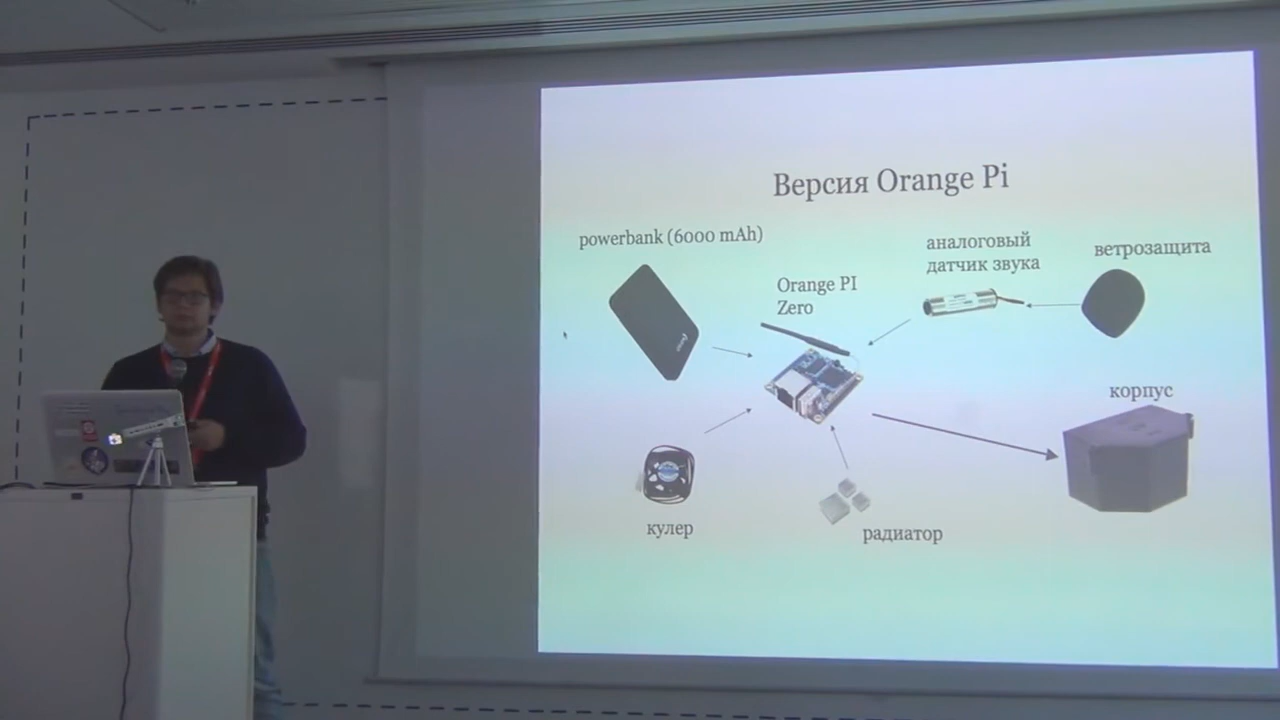 Версия Orange Pi
powerbank (6000 mAh)
аналоговый
датчик звука
ветрозащита
Orange PI
Zero
корпус
кулер
радиатор